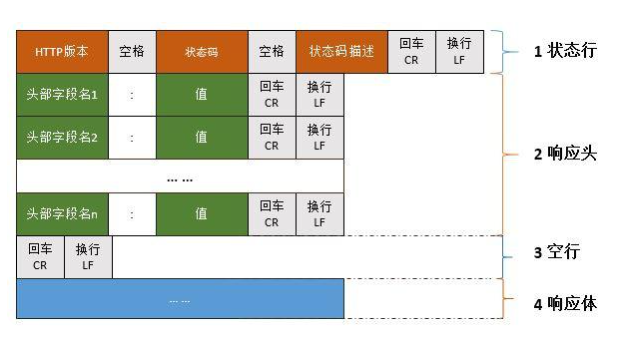 HTTP版本 空格 状态码 空格 状态码描述 回车 CR 换行 LF 1 状态行
头部字段名1 : 值 回车 CR 换行 LF
头部字段名2 : 值 回车 CR 换行 LF
2 响应头
... ...
头部字段名n : 值 回车 CR 换行 LF
回车 CR 换行 LF 3 空行
... ... 4 响应体